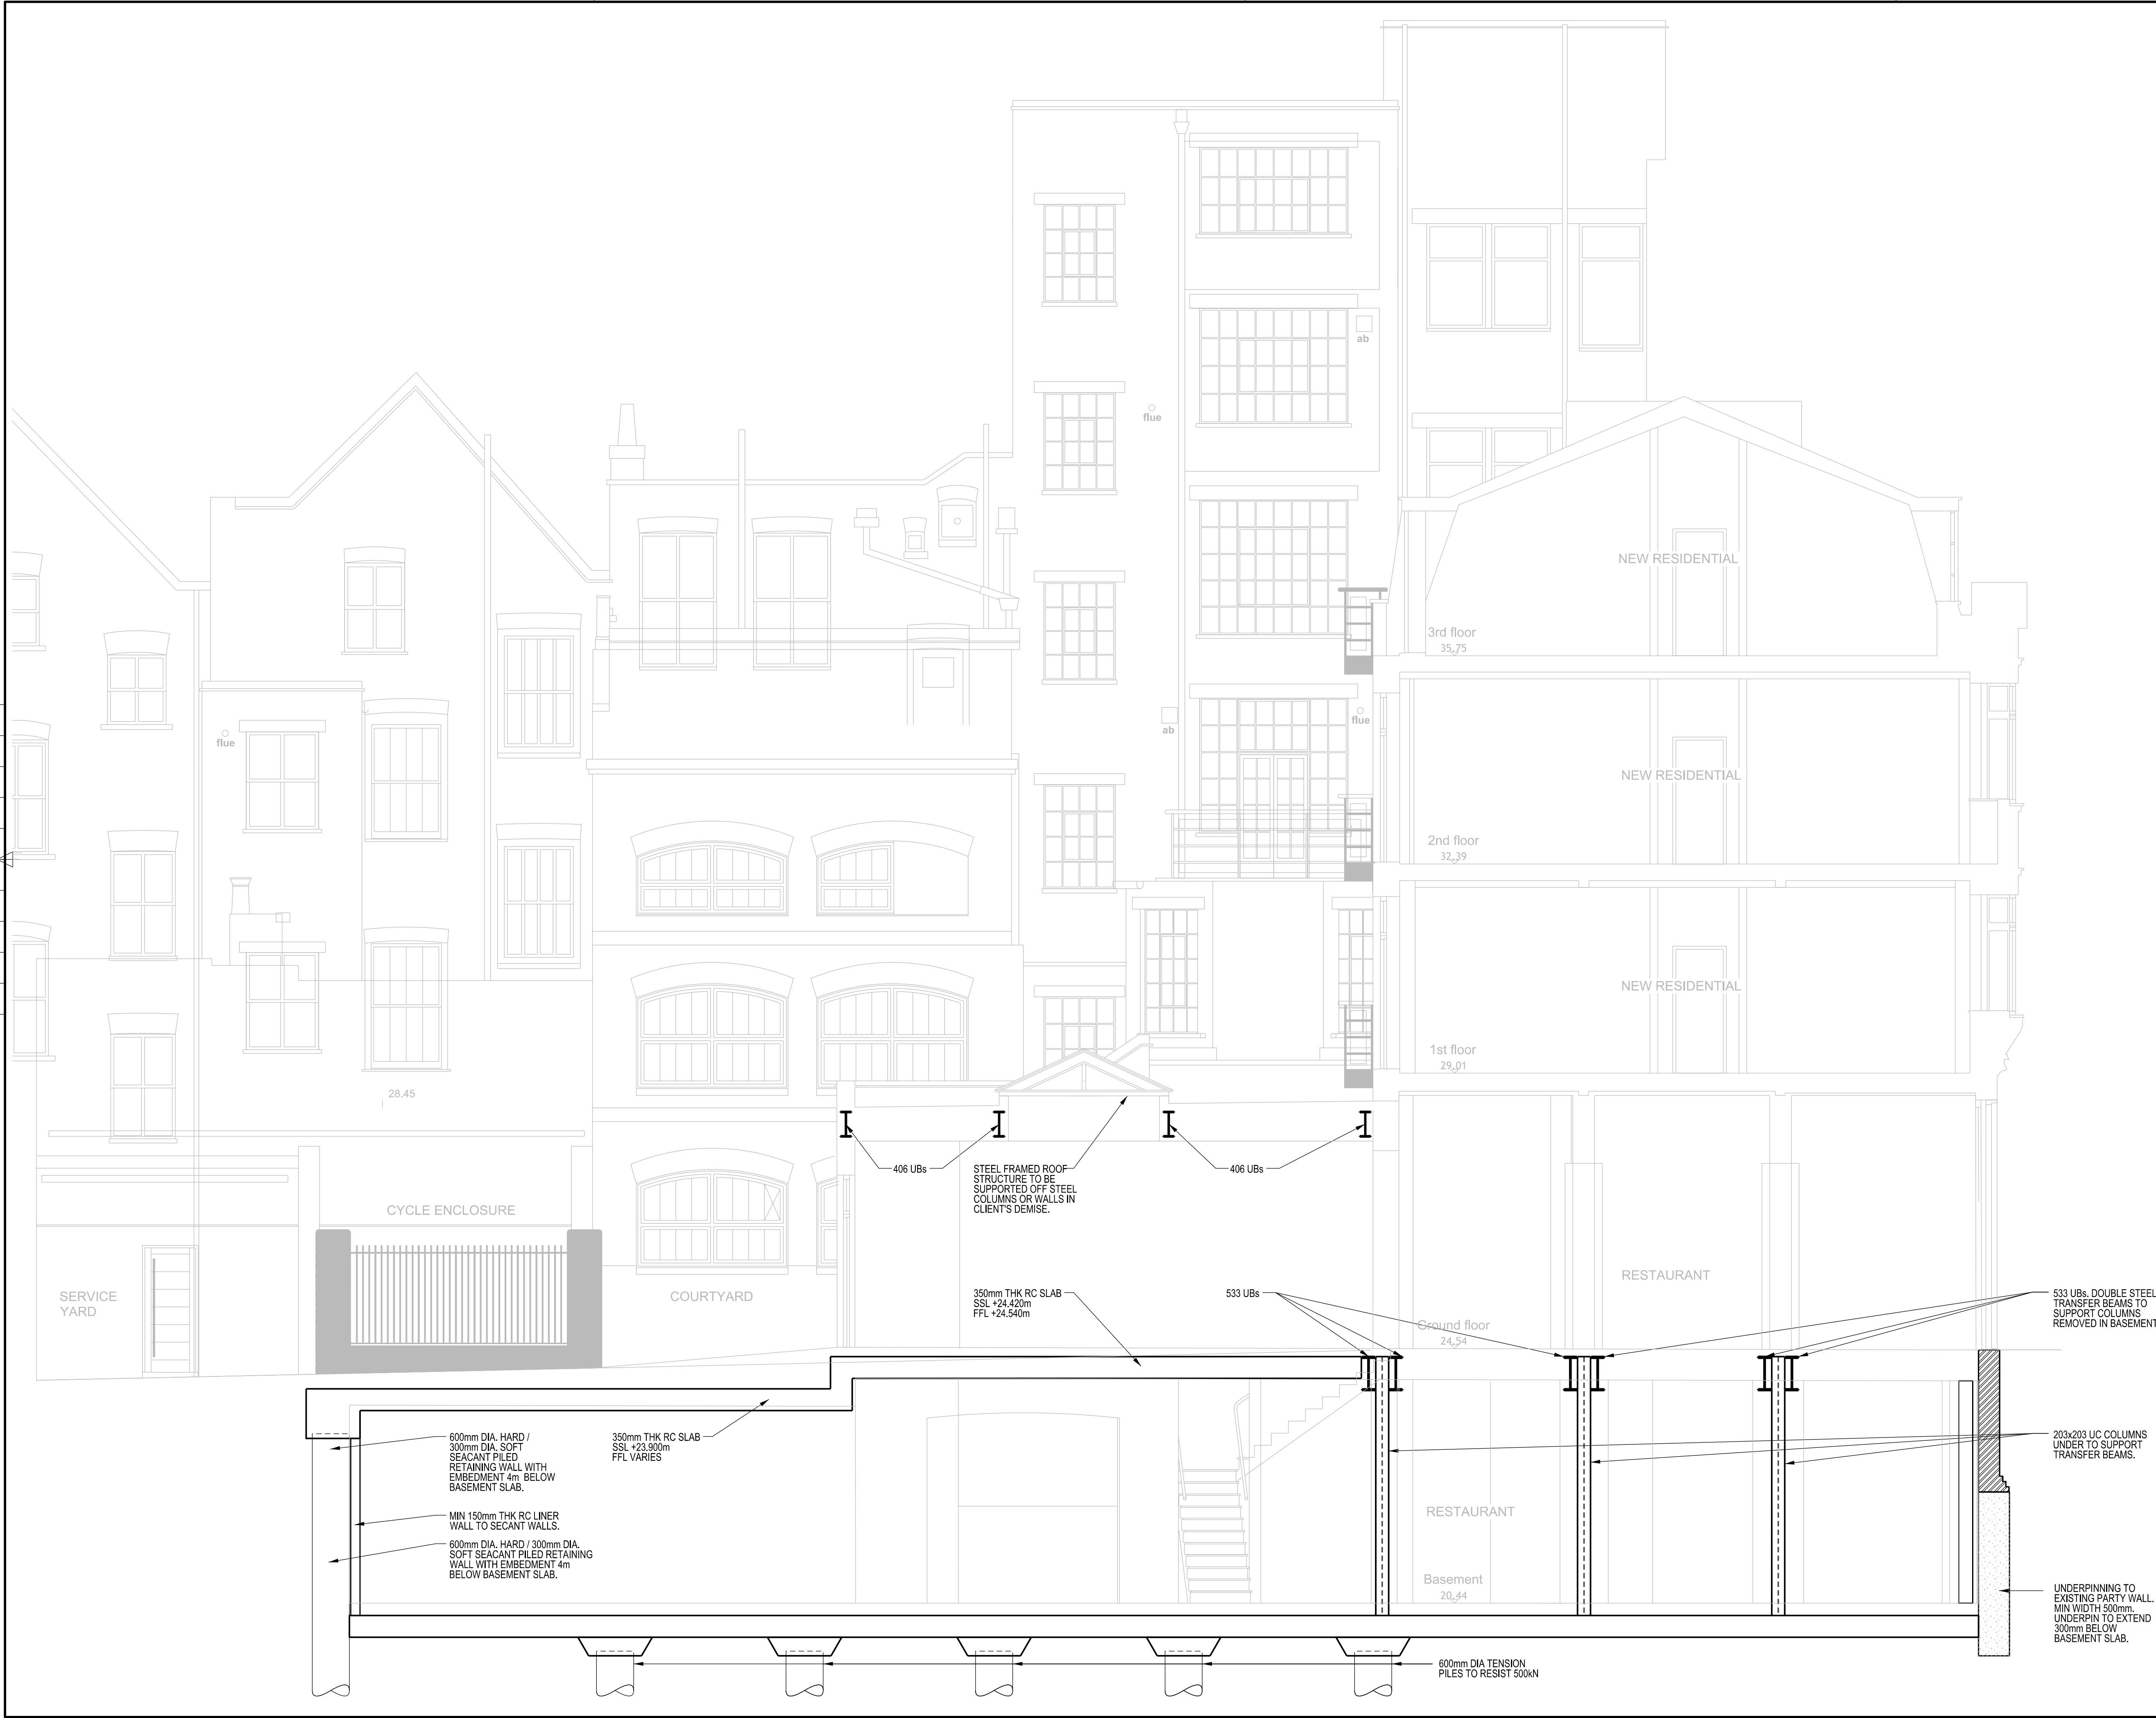 ab
flue
NEW RESIDENTIAL
3rd floor
35.75
flue
ab
flue
NEW RESIDENTIAL
2nd floor
32.39
NEW RESIDENTIAL
1st floor
29.01
28.45
406 UBs
STEEL FRAMED ROOF
STRUCTURE TO BE
SUPPORTED OFF STEEL
COLUMNS OR WALLS IN
CLIENT'S DEMISE.
406 UBs
CYCLE ENCLOSURE
SERVICE
YARD
COURTYARD
350mm THK RC SLAB
SSL +24.420m
FFL +24.540m
533 UBs
RESTAURANT
Ground floor
24.54
533 UBs. DOUBLE STEEL
TRANSFER BEAMS TO
SUPPORT COLUMNS
REMOVED IN BASEMENT
600mm DIA. HARD /
300mm DIA. SOFT
SEACANT PILED
RETAINING WALL WITH
EMBEDMENT 4m BELOW
BASEMENT SLAB.
350mm THK RC SLAB
SSL +23.900m
FFL VARIES
203x203 UC COLUMNS
UNDER TO SUPPORT
TRANSFER BEAMS.
MIN 150mm THK RC LINER
WALL TO SECANT WALLS.
600mm DIA. HARD / 300mm DIA.
SOFT SEACANT PILED RETAINING
WALL WITH EMBEDMENT 4m
BELOW BASEMENT SLAB.
RESTAURANT
Basement
20.44
UNDERPINNING TO
EXISTING PARTY WALL.
MIN WIDTH 500mm.
UNDERPIN TO EXTEND
300mm BELOW
BASEMENT SLAB.
600mm DIA TENSION
PILES TO RESIST 500kN